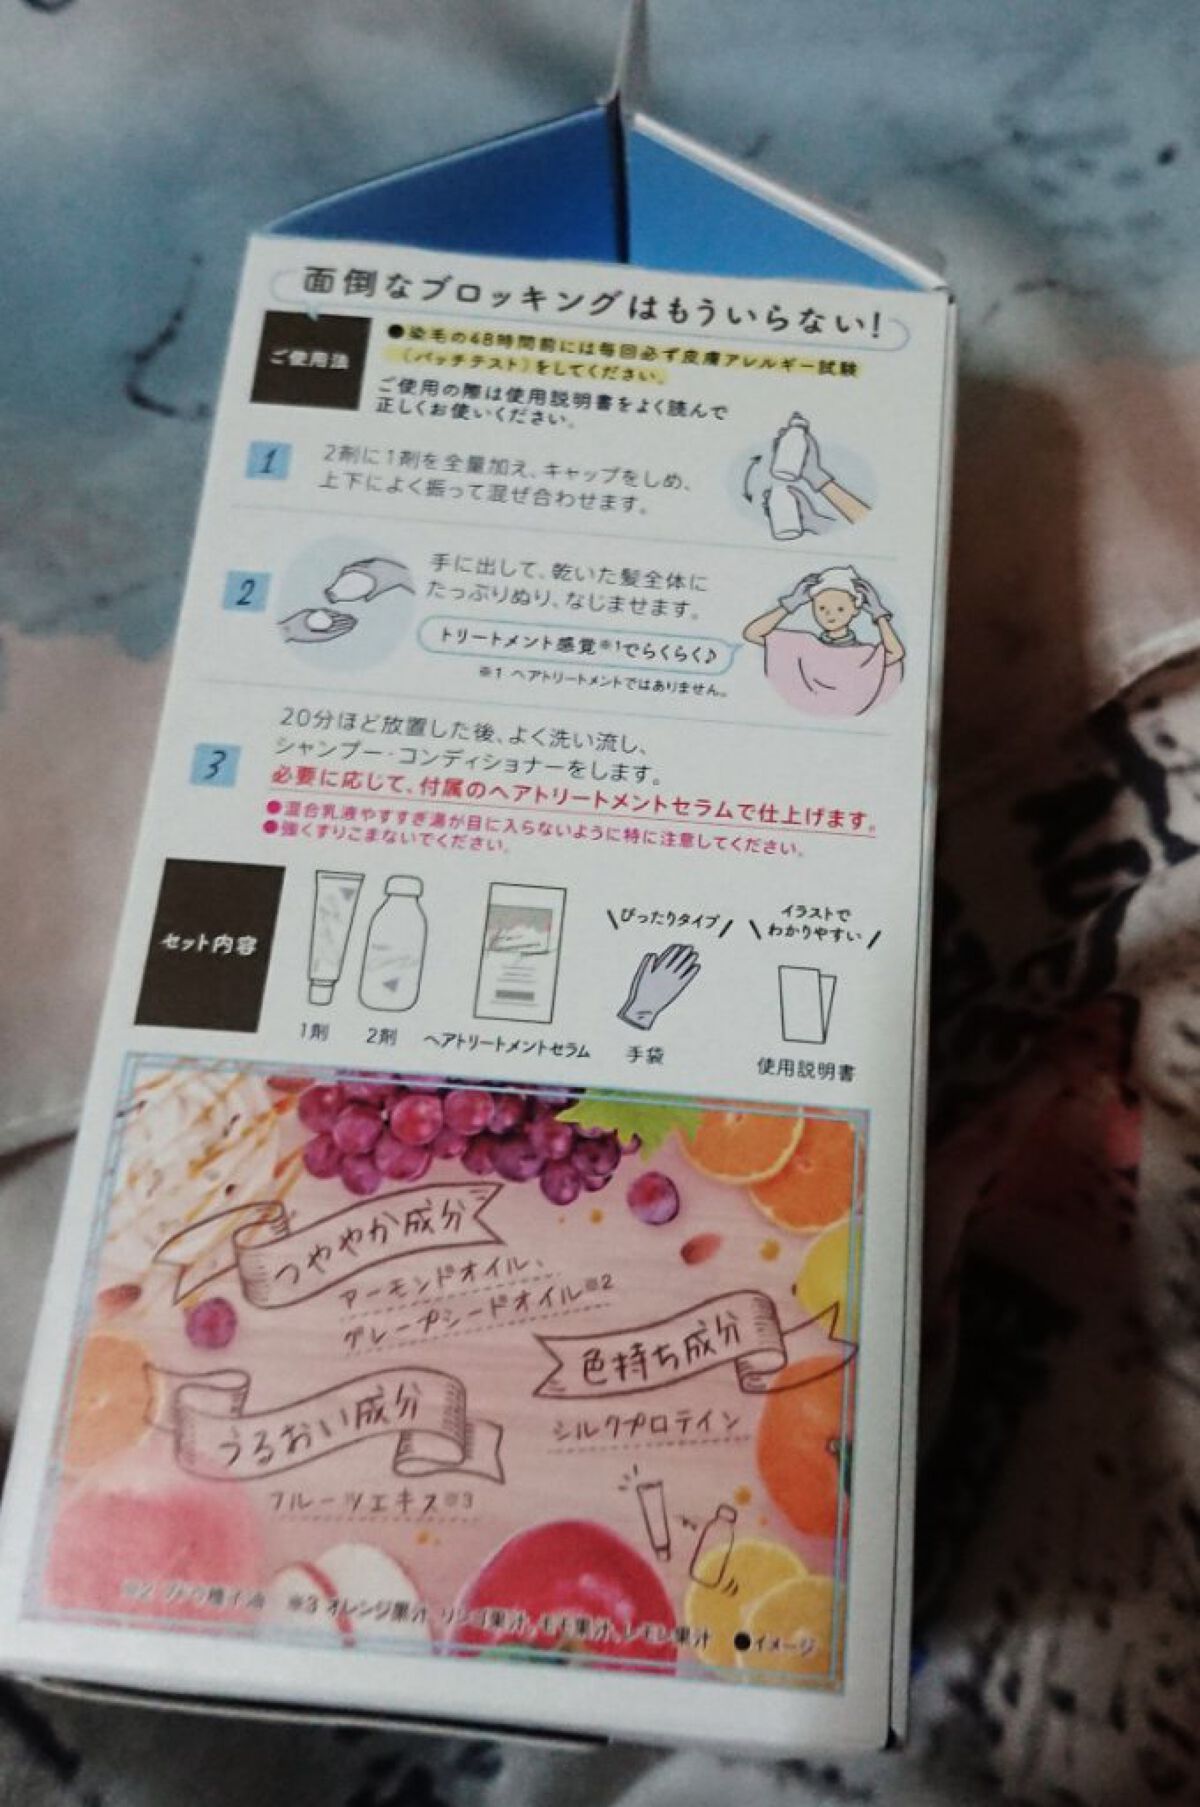 面倒なブロッキングはもういらない!
ご使用法
●染毛の48時間前には毎回必ず皮膚アレルギー試験
(パッチテスト)をしてください。
ご使用の際は使用説明書をよく読んで
正しくお使いください。
1
2剤に1剤を全量加え、キャップをしめ、
上下によく振って混ぜ合わせます。
2
手に出して、乾いた髪全体に
たっぷりぬり、なじませます。
トリートメント感覚※1でらくらく♪
※1 ヘアトリートメントではありません。
3
20分ほど放置した後、よく洗い流し、
シャンプー・コンディショナーをします。
必要に応じて、付属のヘアトリートメントセラムで仕上げます。
●混合乳液やすすぎ湯が目に入らないように特に注意してください。
●強くすりこまないでください。
セット内容
1剤
2剤
ヘアトリートメントセラム
ぴったりタイプ
手袋
イラストで
わかりやすい
使用説明書
つややか成分
アーモンドオイル、
グレープシードオイル※2
色持ち成分
シルクプロテイン
うるおい成分
フルーツエキス※3
※2 ブドウ種子油 ※3 オレンジ果汁、リンゴ果汁、モモ果汁、レモン果汁 ●イメージ